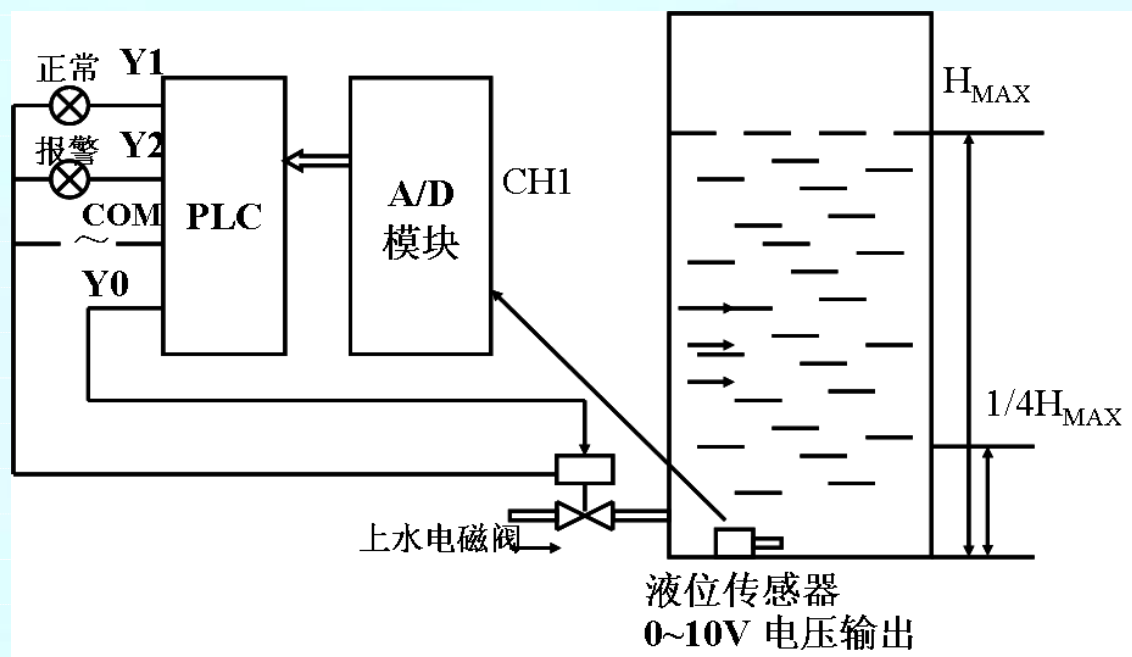 正常 Y1
报警 Y2
COM
~
Y0
PLC
A/D
模块
CH1
H_MAX
1/4H_MAX
上水电磁阀
液位传感器
0~10V 电压输出